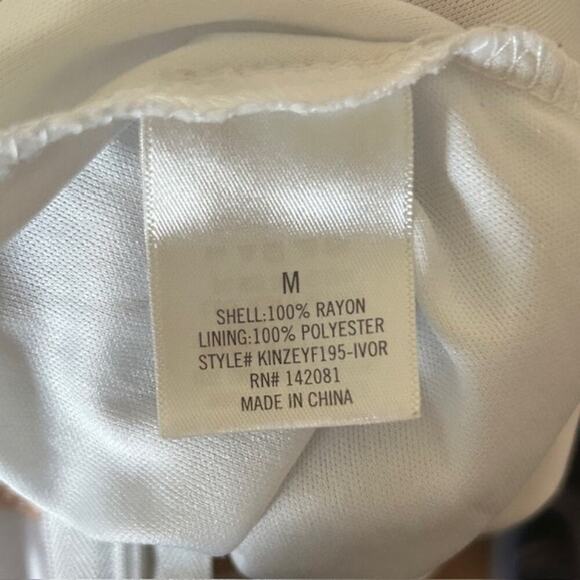 M
SHELL:100% RAYON
LINING:100% POLYESTER
STYLE# KINZEYF195-IVOR
RN# 142081
MADE IN CHINA